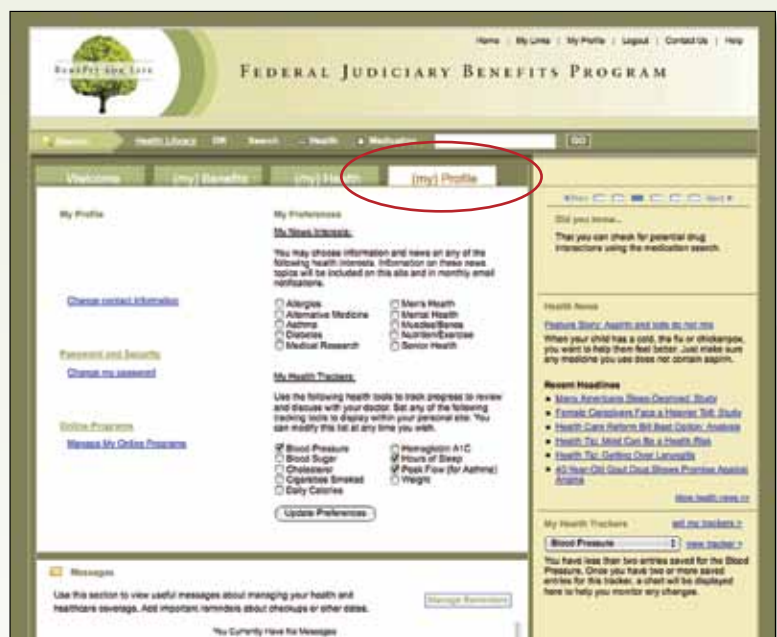 Home | My Links | My Profile | Logout | Contact Us | Help
BENEFIT FOR LIFE
FEDERAL JUDICIARY BENEFITS PROGRAM
Health Library OR Search Health Medication GO
Welcome (my) Benefits (my) Health (my) Profile
My Profile
Change contact information
Password and Security
Change my password
Online Programs
Manage My Online Programs
My Preferences
My News Interests:
You may choose information and news on any of the
following health interests. Information on these news
topics will be included on this site and in monthly email
notifications.
Allergies
Alternative Medicine
Asthma
Diabetes
Medical Research
Men's Health
Mental Health
Muscles/Bones
Nutrition/Exercise
Senior Health
My Health Trackers:
Use the following health tools to track progress to review
and discuss with your doctor. Set any of the following
tracking tools to display within your personal site. You
can modify this list at any time you wish.
Blood Pressure
Blood Sugar
Cholesterol
Cigarettes Smoked
Daily Calories
Hemoglobin A1C
Hours of Sleep
Peak Flow (for Asthma)
Weight
Update Preferences
Messages
Use this section to view useful messages about managing your health and
healthcare coverage. Add important reminders about checkups or other dates.
Manage Reminders
You Currently Have No Messages
Prev Next
Did you know...
That you can check for potential drug
interactions using the medication search.
Health News
Feature Story: Aspirin and kids do not mix
When your child has a cold, the flu or chickenpox,
you want to help them feel better. Just make sure
any medicine you use does not contain aspirin.
Recent Headlines
Many Americans Sleep-Deprived: Study
Female Caregivers Face a Heavier Toll: Study
Health Care Reform Bill Best Option: Analysis
Health Tip: Meat Can Be a Health Risk
Health Tip: Getting Over Laryngitis
40-Year-Old Gout Drug Shows Promise Against
Angina
More health news >>
My Health Trackers set my trackers >
Blood Pressure view tracker >
You have less than two entries saved for the Blood
Pressure. Once you have two or more saved
entries for this tracker, a chart will be displayed
here to help you monitor any changes.